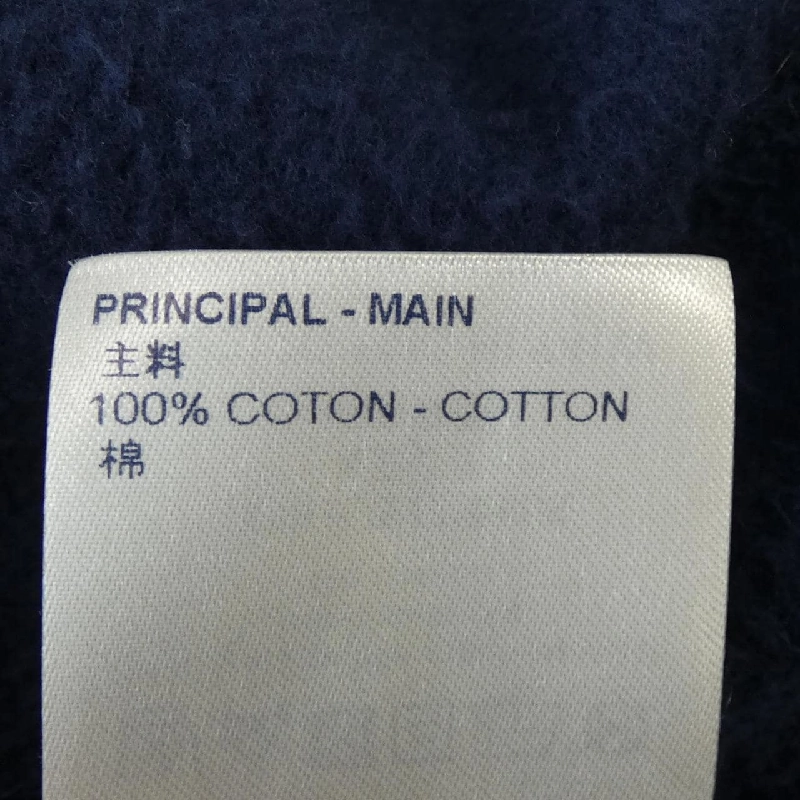 PRINCIPAL - MAIN
主料
100% COTON - COTTON
棉